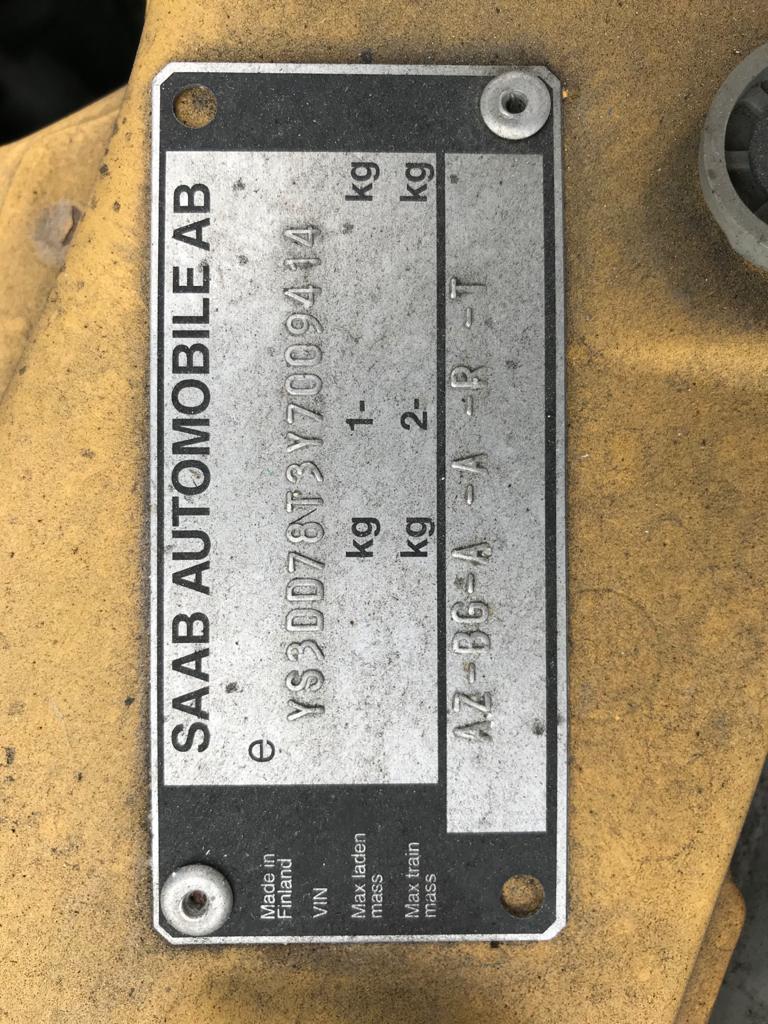 SAAB AUTOMOBILE AB
e
Made in
Finland
VIN YS3DD78T3Y7009414
Max laden
mass kg 1- kg
Max train
mass kg 2- kg
AZ-BG-A -A -R -T